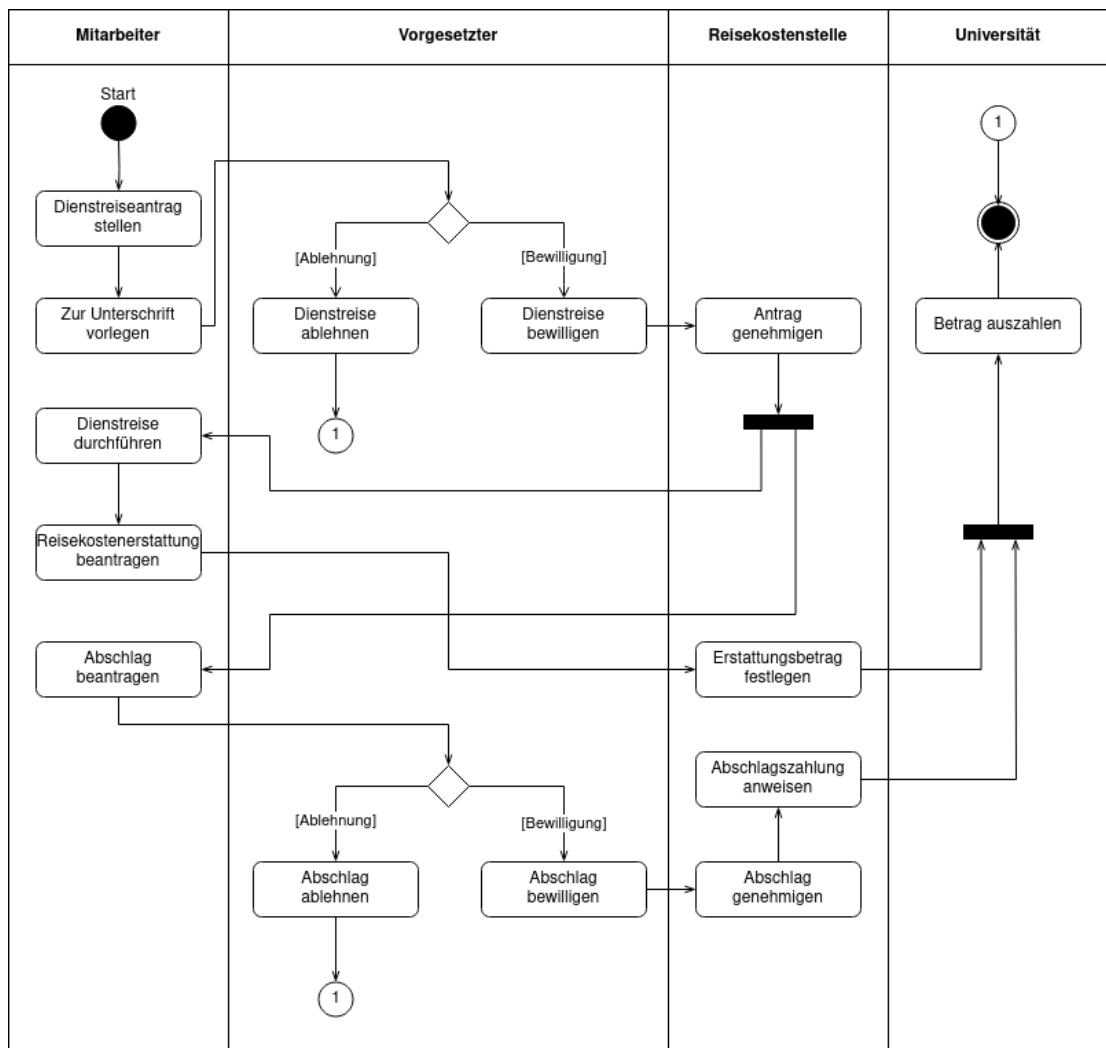 Mitarbeiter
Vorgesetzter
Reisekostenstelle
Universität
Start
1
Dienstreiseantrag
stellen
[Ablehnung]
[Bewilligung]
Zur Unterschrift
vorlegen
Dienstreise
ablehnen
Dienstreise
bewilligen
Antrag
genehmigen
Betrag auszahlen
Dienstreise
durchführen
1
Reisekostenerstattung
beantragen
Abschlag
beantragen
Erstattungsbetrag
festlegen
Abschlagszahlung
anweisen
[Ablehnung]
[Bewilligung]
Abschlag
ablehnen
Abschlag
bewilligen
Abschlag
genehmigen
1